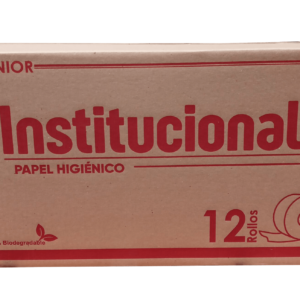 NIOR
Institucional
PAPEL HIGIÉNICO
12 Rollos
Biodegradable